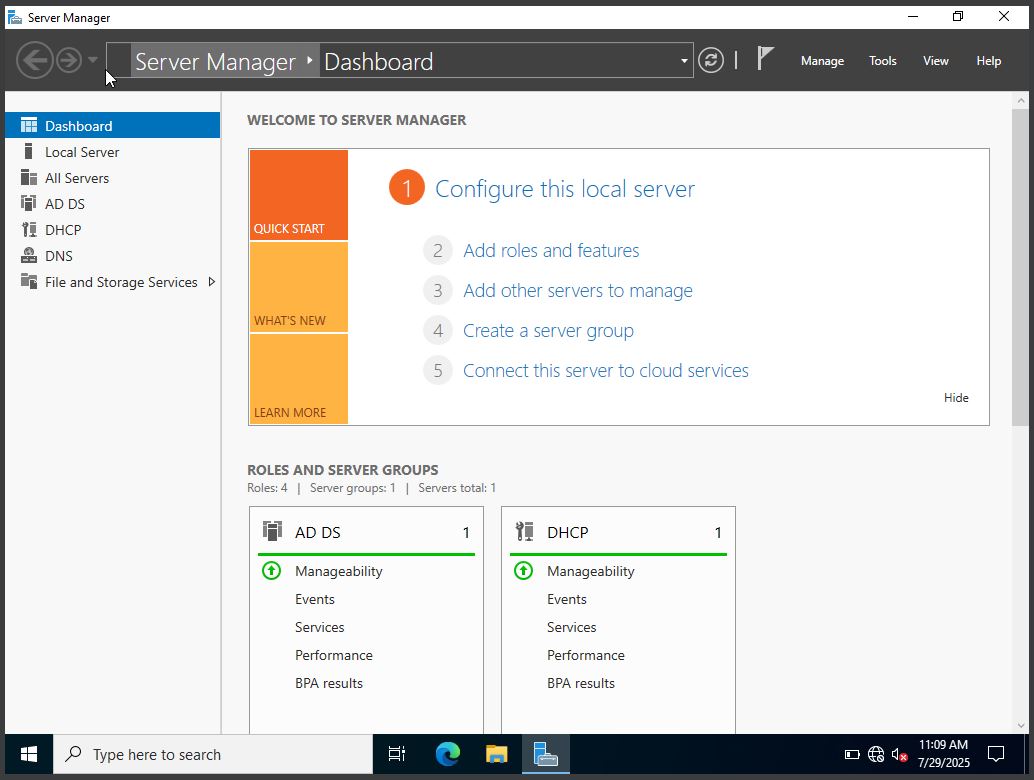 Server Manager
Server Manager Dashboard
Manage Tools View Help
Dashboard
Local Server
All Servers
AD DS
DHCP
DNS
File and Storage Services
WELCOME TO SERVER MANAGER
QUICK START
WHAT'S NEW
LEARN MORE
1 Configure this local server
2 Add roles and features
3 Add other servers to manage
4 Create a server group
5 Connect this server to cloud services
Hide
ROLES AND SERVER GROUPS
Roles: 4 | Server groups: 1 | Servers total: 1
AD DS 1
Manageability
Events
Services
Performance
BPA results
DHCP 1
Manageability
Events
Services
Performance
BPA results
Type here to search
11:09 AM
7/29/2025